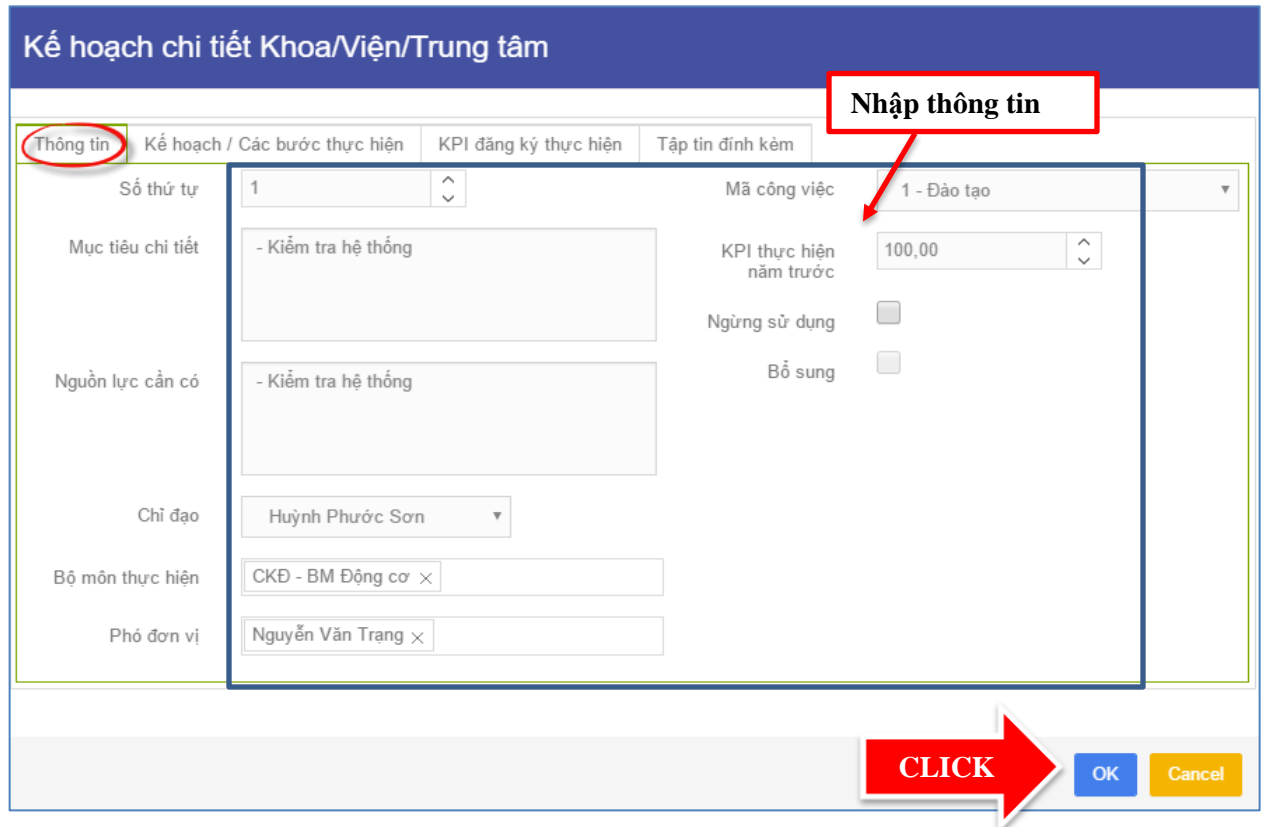 Kế hoạch chi tiết Khoa/Viện/Trung tâm
Nhập thông tin
Thông tin
Kế hoạch / Các bước thực hiện
KPI đăng ký thực hiện
Tập tin đính kèm
Số thứ tự
1
Mã công việc
1 - Đào tạo
Mục tiêu chi tiết
- Kiểm tra hệ thống
KPI thực hiện
năm trước
100,00
Ngừng sử dụng
Bổ sung
Nguồn lực cần có
- Kiểm tra hệ thống
Chỉ đạo
Huỳnh Phước Sơn
Bộ môn thực hiện
CKĐ - BM Động cơ
Phó đơn vị
Nguyễn Văn Trạng
CLICK
OK
Cancel